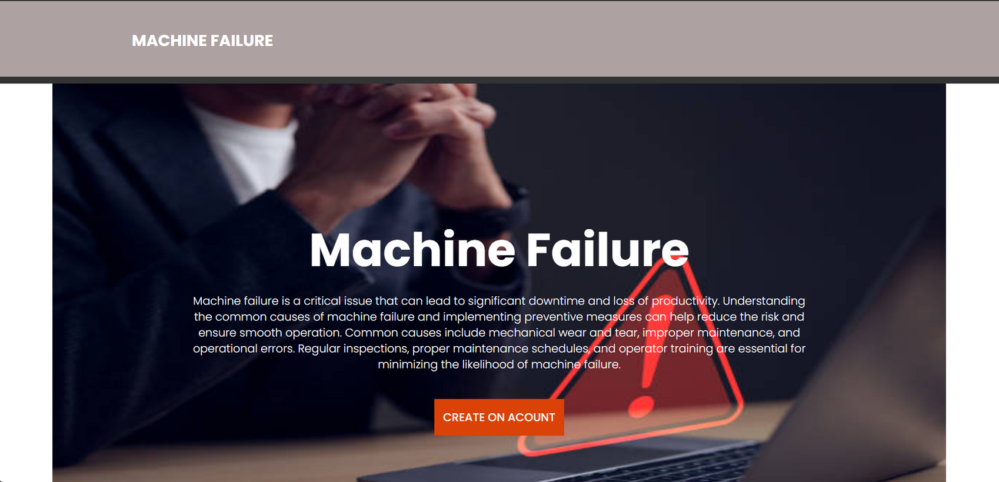 MACHINE FAILURE
Machine Failure
Machine failure is a critical issue that can lead to significant downtime and loss of productivity. Understanding
the common causes of machine failure and implementing preventive measures can help reduce the risk and
ensure smooth operation. Common causes include mechanical wear and tear, improper maintenance, and
operational errors. Regular inspections, proper maintenance schedules, and operator training are essential for
minimizing the likelihood of machine failure.
CREATE ON ACOUNT